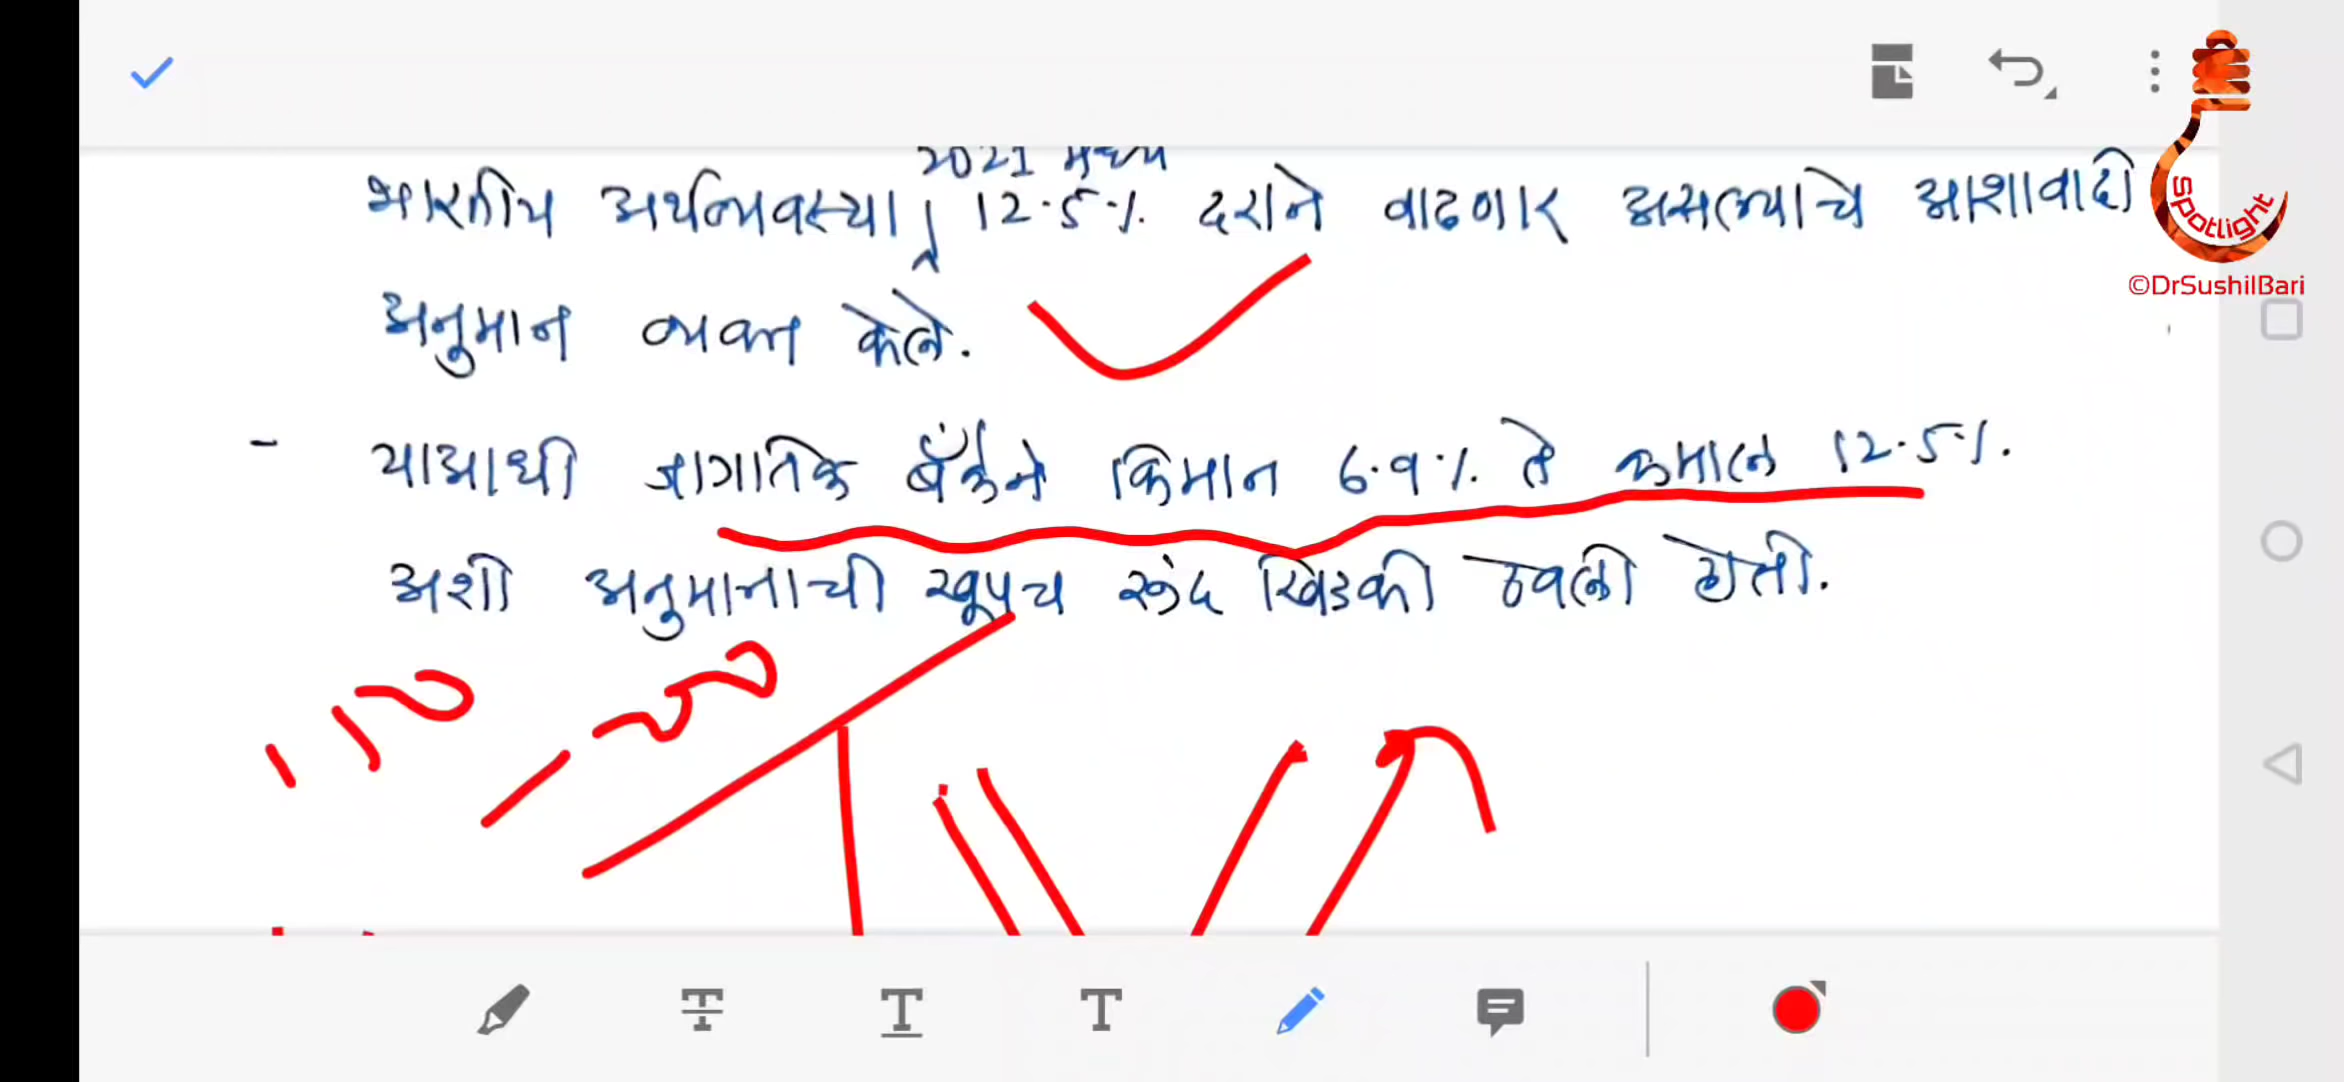 2021 मध्ये
भारतीय अर्थव्यवस्था 12.5% दराने वाढणार असल्याचे आशावादी
अनुमान व्यक्त केले.
- याआधी जागतिक बँकेने किमान 6.9% ते कमाल 12.5%.
अशी अनुमानाची खूपच रुंद खिडकी ठेवली होती.
Spotlight
©DrSushilBari
T T T